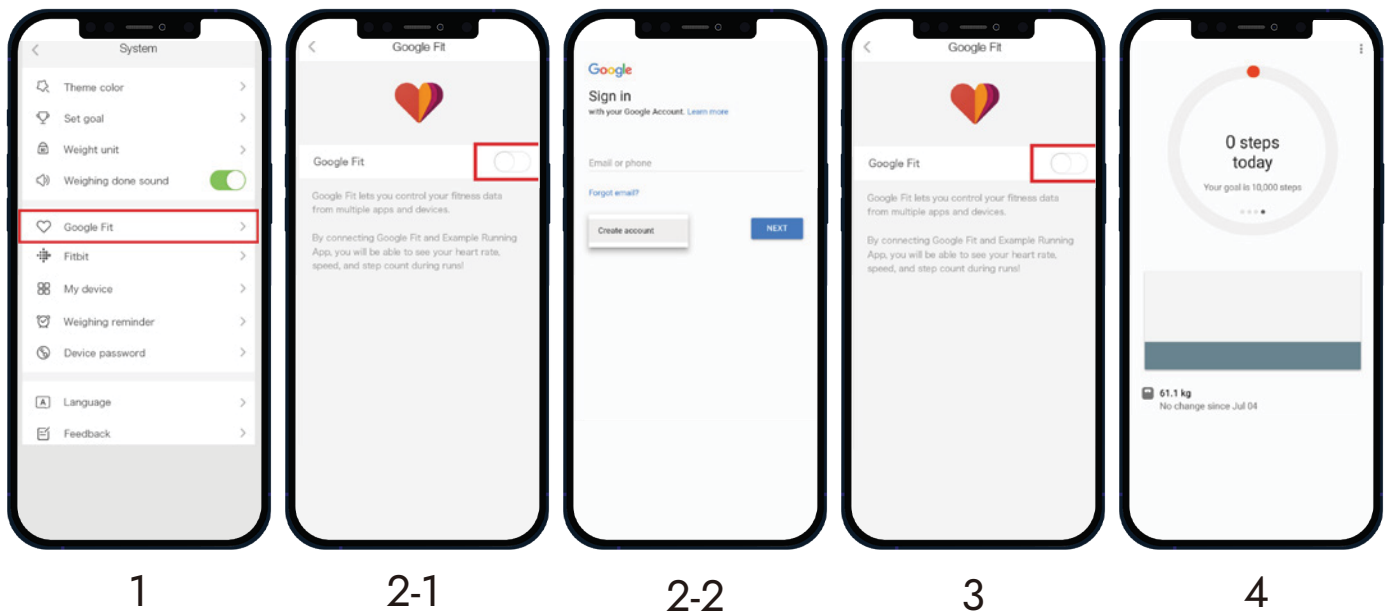 System
Theme color
Set goal
Weight unit
Weighing done sound
Google Fit
Fitbit
My device
Weighing reminder
Device password
Language
Feedback
1
Google Fit
Google Fit
Google Fit lets you control your fitness data
from multiple apps and devices.
By connecting Google Fit and Example Running
App, you will be able to see your heart rate,
speed, and step count during runs!
2-1
Google
Sign in
with your Google Account. Learn more
Email or phone
Forgot email?
Create account
NEXT
2-2
Google Fit
Google Fit
Google Fit lets you control your fitness data
from multiple apps and devices.
By connecting Google Fit and Example Running
App, you will be able to see your heart rate,
speed, and step count during runs!
3
0 steps
today
Your goal is 10,000 steps
61.1 kg
No change since Jul 04
4